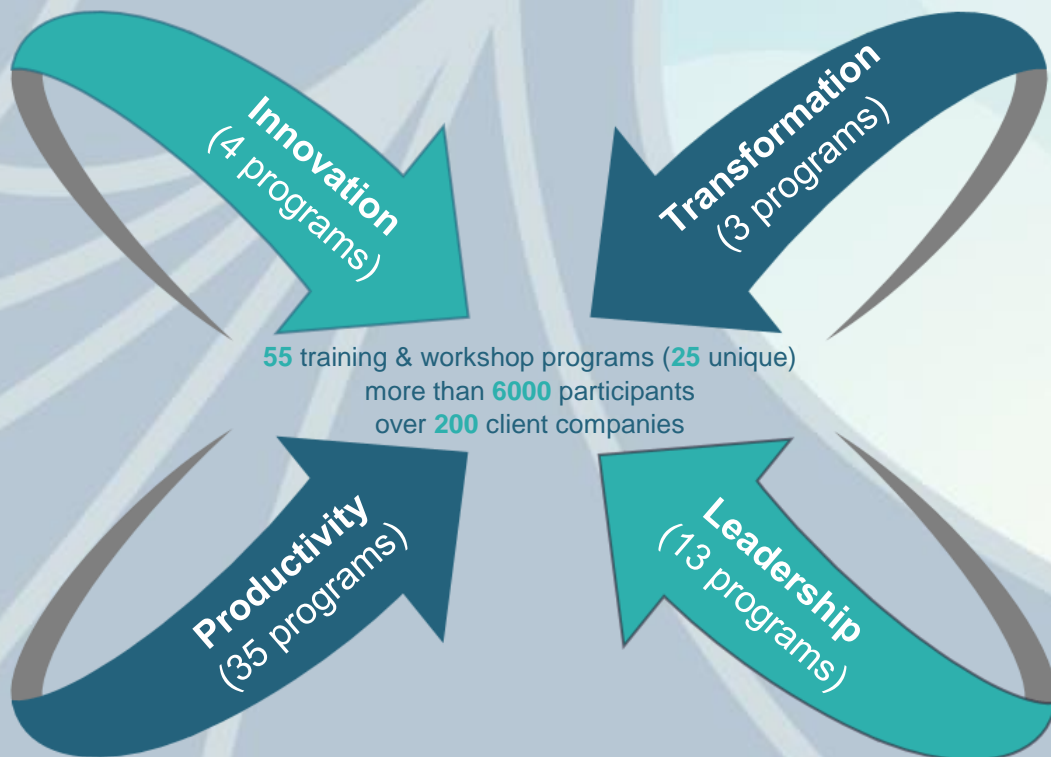 Innovation
(4 programs)
Transformation
(3 programs)
55 training & workshop programs (25 unique)
more than 6000 participants
over 200 client companies
Productivity
(35 programs)
Leadership
(13 programs)